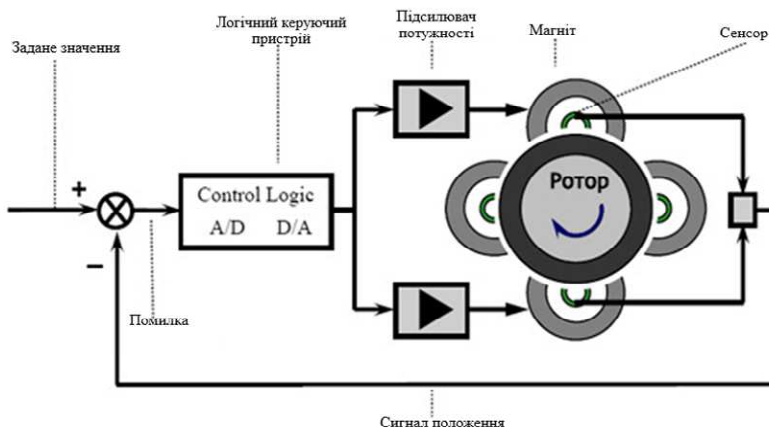 Задане значення
Логічний керуючий
пристрій
Підсилювач
потужності
Магніт
Сенсор
+
−
Control Logic
A/D D/A
Ротор
Помилка
Сигнал положення